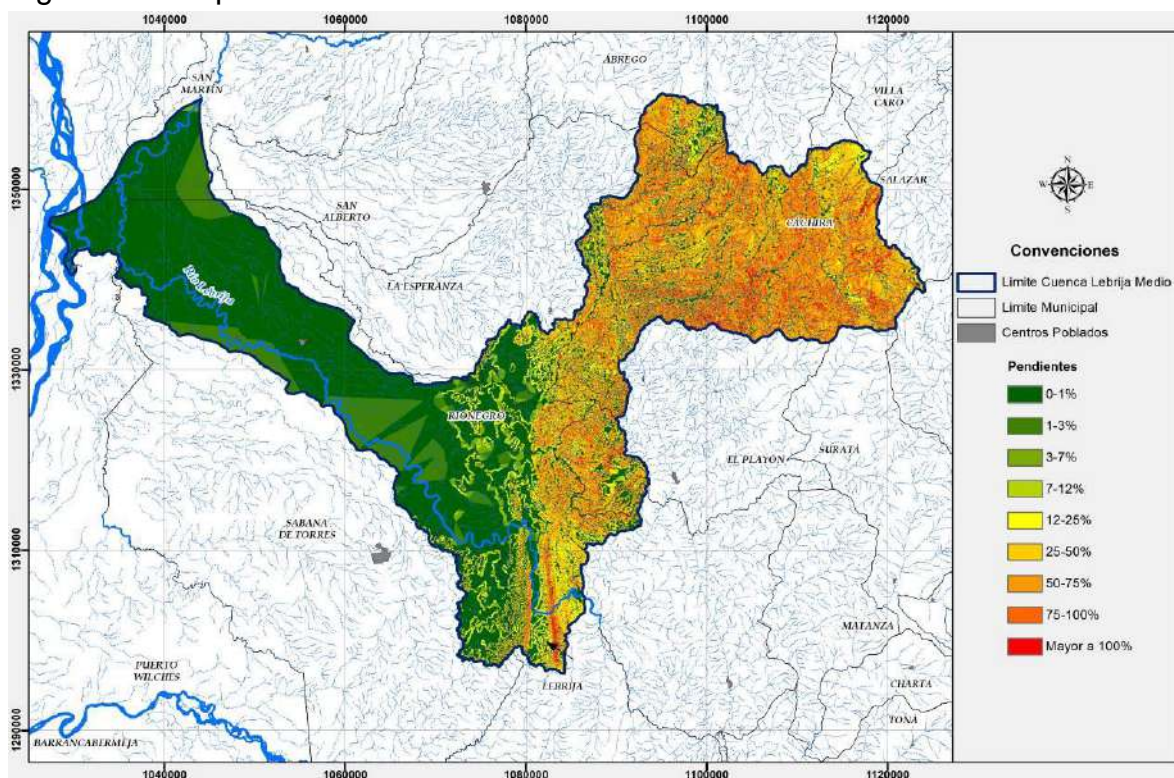 1040000
1060000
1080000
1100000
1120000
ABREGO
SAN
MARTIN
VILLA
CARO
1350000
SALAZAR
SAN
ALBERTO
CACHIRA
LA ESPERANZA
Río Lebrija
1330000
RIONEGRO
EL PLAYON
SURATA
SABANA
DE TORRES
1310000
MATANZA
PUERTO
WILCHES
LEBRIJA
CHARTA
TONA
1290000
BARRANCABERMEJA
1040000
1060000
1080000
1100000
1120000
N
W
E
S
Convenciones
Limite Cuenca Lebrija Medio
Limite Municipal
Centros Poblados
Pendientes
0-1%
1-3%
3-7%
7-12%
12-25%
25-50%
50-75%
75-100%
Mayor a 100%